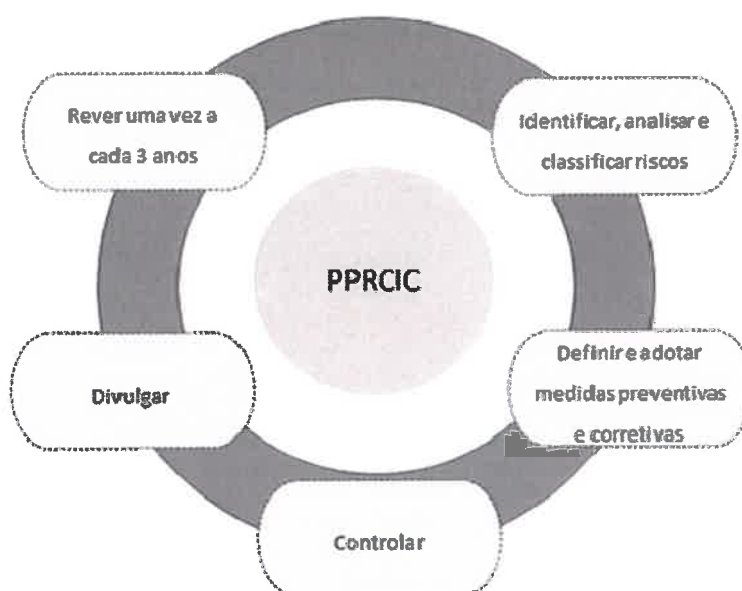 Rever uma vez a
cada 3 anos
Identificar, analisar e
classificar riscos
PPRCIC
Definir e adotar
medidas preventivas
e corretivas
Divulgar
Controlar